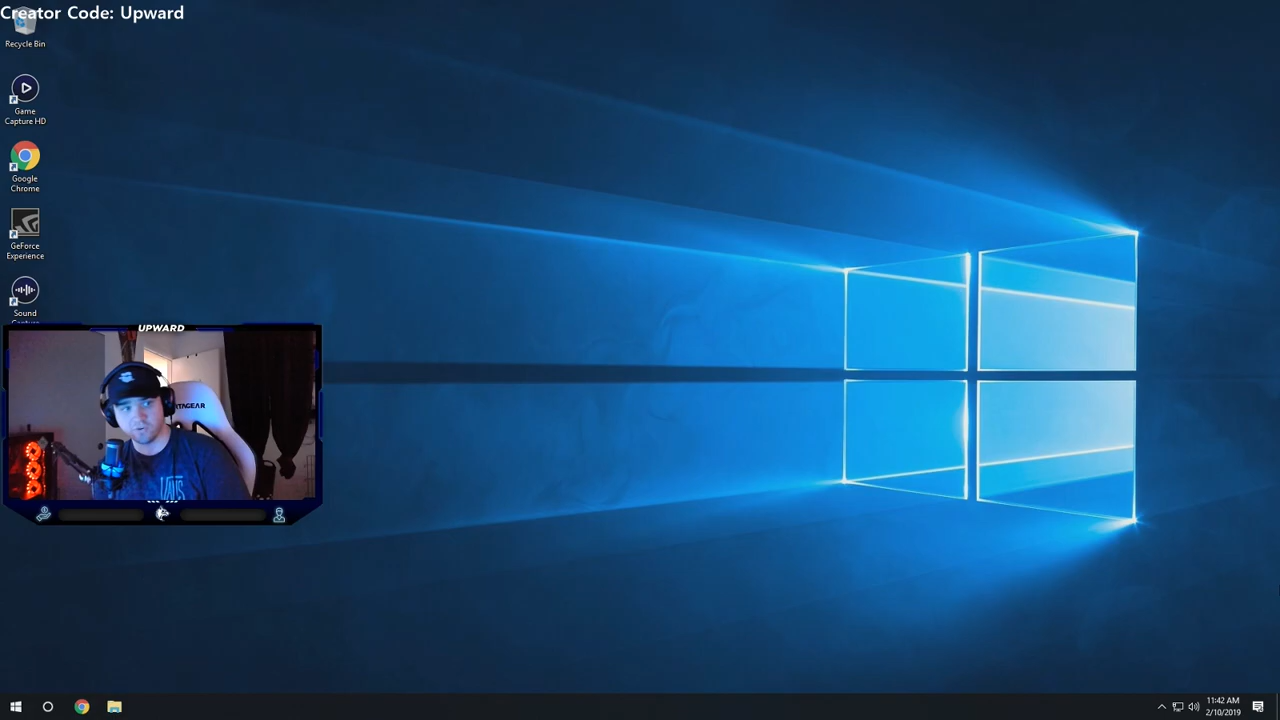 Creator Code: Upward
Recycle Bin
Game
Capture HD
Google
Chrome
GeForce
Experience
Sound
UPWARD
VANS
11:42 AM
2/10/2019